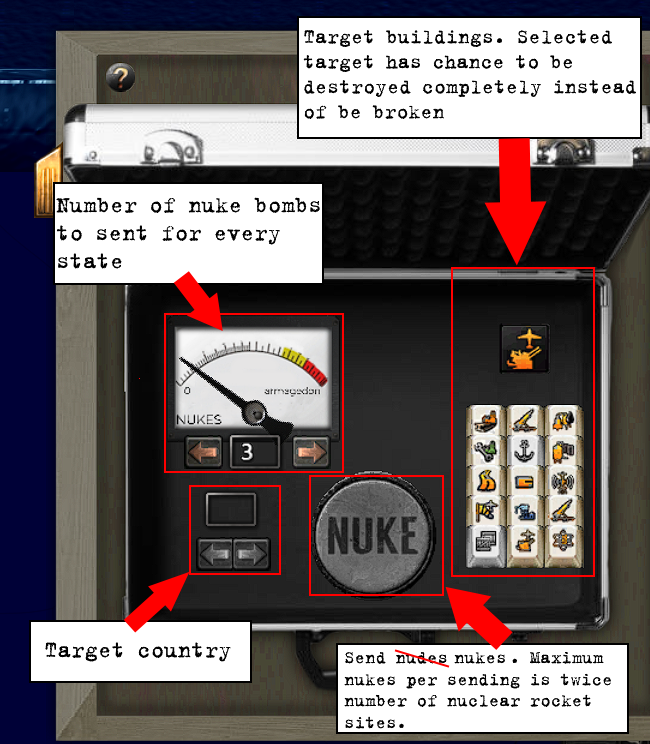 Target buildings. Selected
target has chance to be
destroyed completely instead
of be broken
?
Number of nuke bombs
to sent for every
state
0
armagedon
NUKES
3
NUKE
Target country
Send nudes nukes. Maximum
nukes per sending is twice
number of nuclear rocket
sites.